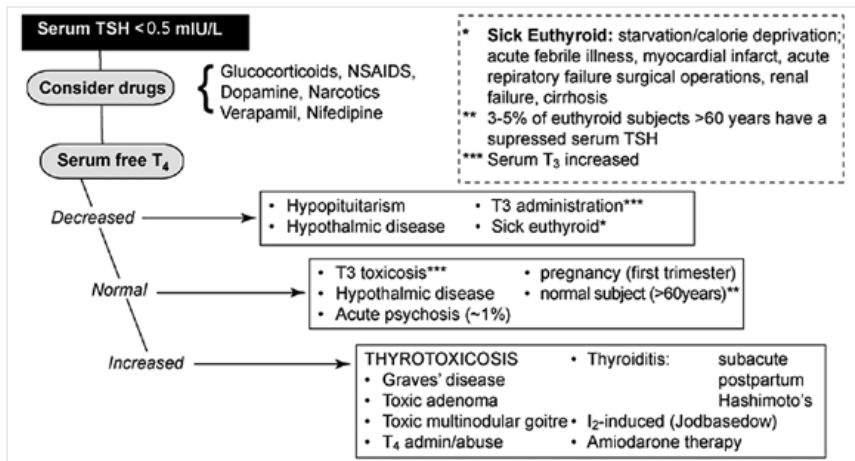 Serum TSH <0.5 mIU/L
Consider drugs
Glucocorticoids, NSAIDS,
Dopamine, Narcotics
Verapamil, Nifedipine
* Sick Euthyroid: starvation/calorie deprivation;
acute febrile illness, myocardial infarct, acute
repiratory failure surgical operations, renal
failure, cirrhosis
** 3-5% of euthyroid subjects >60 years have a
supressed serum TSH
*** Serum T3 increased
Serum free T4
Decreased
• Hypopituitarism
• Hypothalmic disease
• T3 administration***
• Sick euthyroid*
Normal
• T3 toxicosis***
• Hypothalmic disease
• Acute psychosis (~1%)
• pregnancy (first trimester)
• normal subject (>60years)**
Increased
THYROTOXICOSIS
• Graves' disease
• Toxic adenoma
• Toxic multinodular goitre
• T4 admin/abuse
• Thyroiditis: subacute
postpartum
Hashimoto's
• I2-induced (Jodbasedow)
• Amiodarone therapy